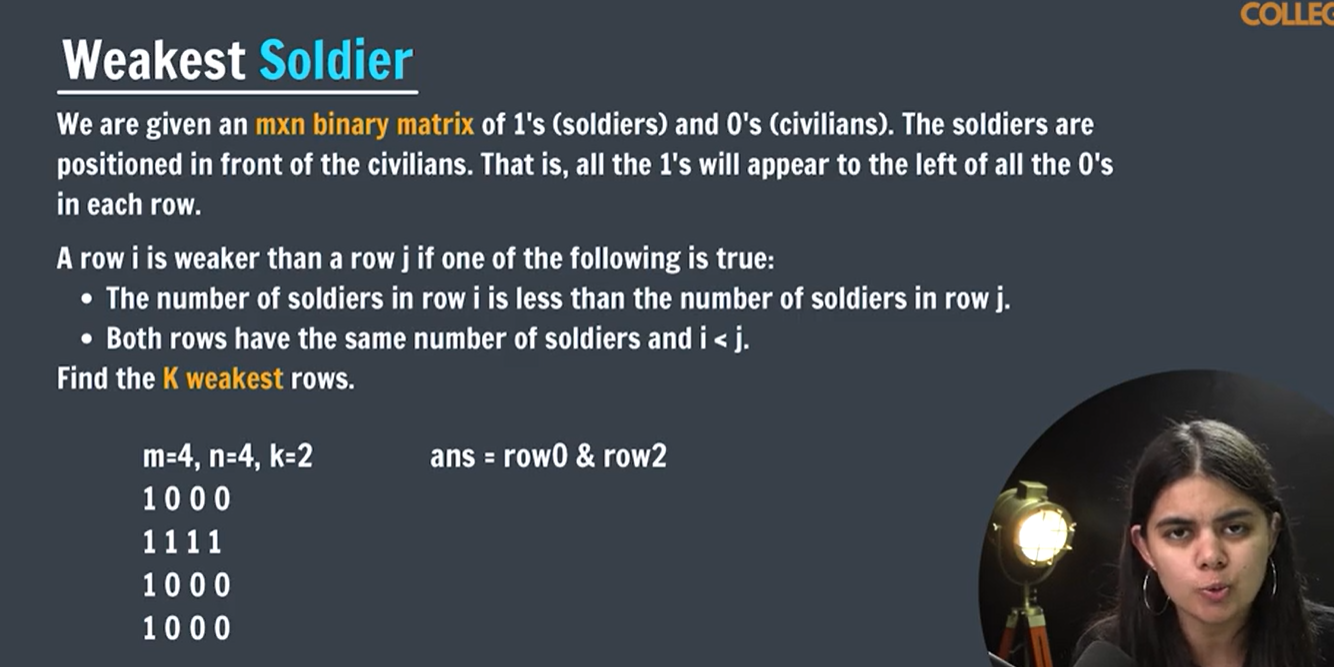 COLLEG
Weakest Soldier
We are given an mxn binary matrix of 1's (soldiers) and 0's (civilians). The soldiers are
positioned in front of the civilians. That is, all the 1's will appear to the left of all the 0's
in each row.
A row i is weaker than a row j if one of the following is true:
• The number of soldiers in row i is less than the number of soldiers in row j.
• Both rows have the same number of soldiers and i < j.
Find the K weakest rows.
m=4, n=4, k=2 ans = row0 & row2
1 0 0 0
1 1 1 1
1 0 0 0
1 0 0 0